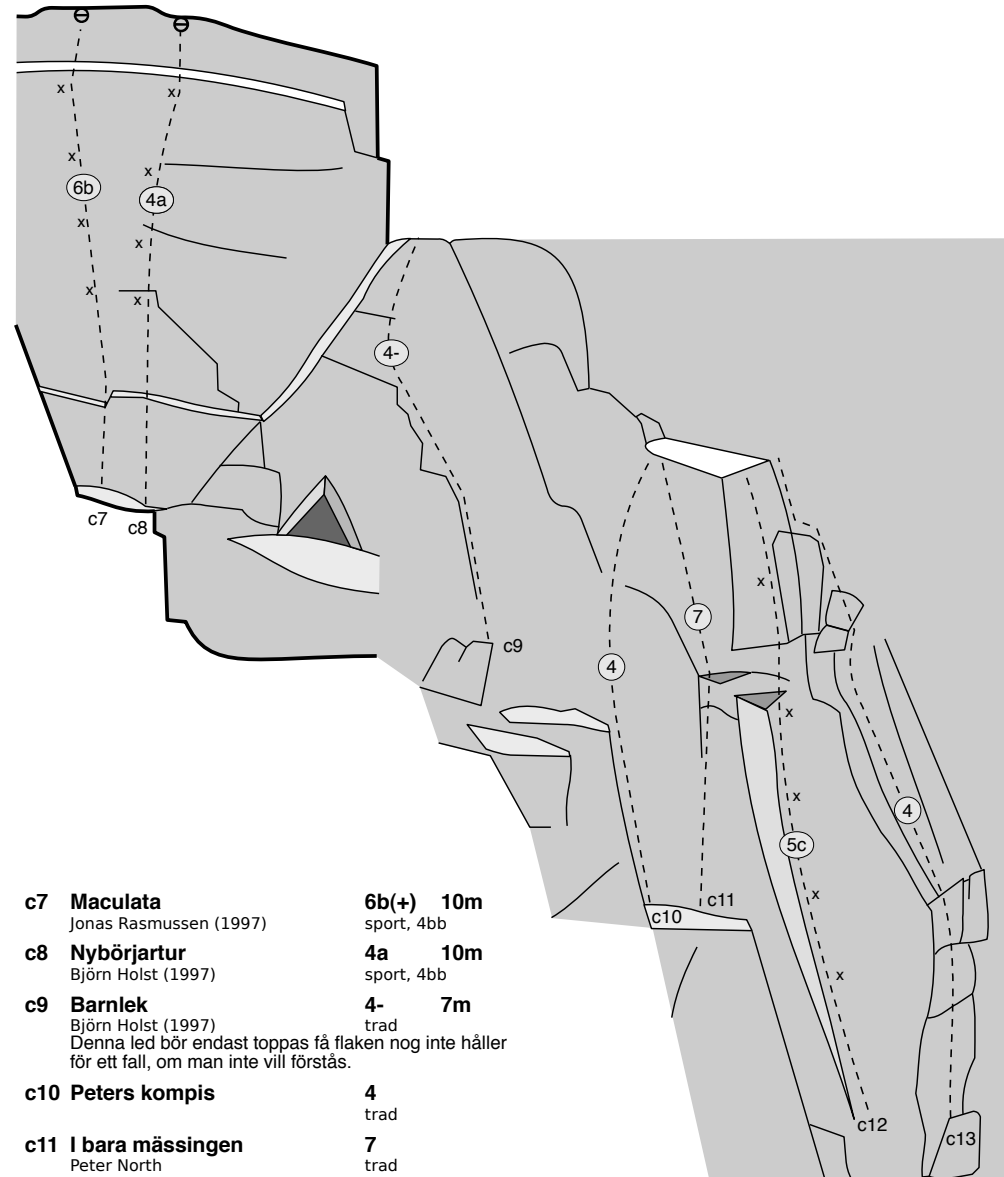 x
x
x
6b
x
4a
x
x
x
x
x
4-
c7
c8
c9
x
7
4
x
x
4
5c
x
c10
c11
x
c12
c13
c7 Maculata 6b(+) 10m
Jonas Rasmussen (1997) sport, 4bb
c8 Nybörjartur 4a 10m
Björn Holst (1997) sport, 4bb
c9 Barnlek 4- 7m
Björn Holst (1997) trad
Denna led bör endast toppas få flaken nog inte håller
för ett fall, om man inte vill förstås.
c10 Peters kompis 4
trad
c11 I bara mässingen 7
Peter North trad